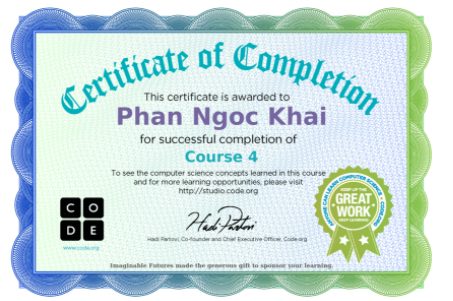 Certificate of Completion
This certificate is awarded to
Phan Ngoc Khai
for successful completion of
Course 4
To see the computer science concepts learned in this course
and for more learning opportunities, please visit
http://studio.code.org
C O
D E
www.code.org
Hadi Partovi
Hadi Partovi, Co-founder and Chief Executive Officer, Code.org
ANYONE CAN LEARN COMPUTER SCIENCE
KEEP UP THE
GREAT
WORK
KEEP LEARNING
Imaginable Futures made the generous gift to sponsor your learning.